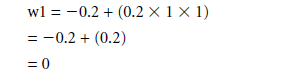 w1 = −0.2 + (0.2 × 1 × 1)
= −0.2 + (0.2)
= 0